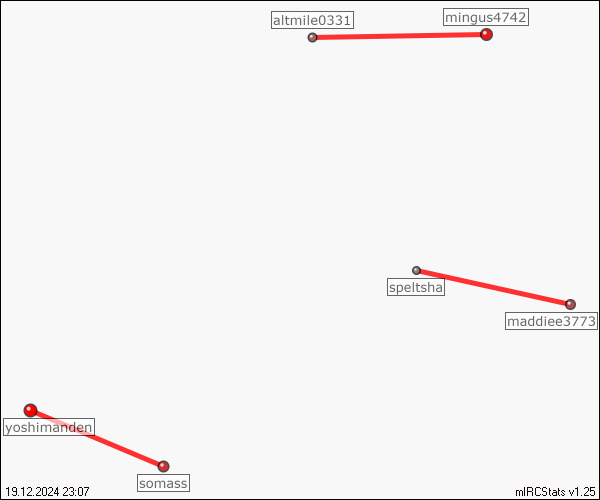 altmile0331
mingus4742
speltsha
maddiee3773
yoshimanden
somass
19.12.2024 23:07
mIRCStats v1.25